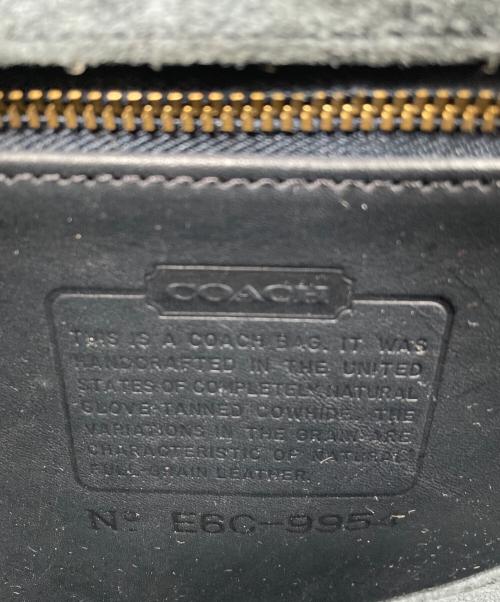 COACH
THIS IS A COACH BAG. IT WAS
HANDCRAFTED IN THE UNITED
STATES OF COMPLETELY NATURAL
GLOVE-TANNED COWHIDE. THE
VARIATIONS IN THE GRAIN ARE
CHARACTERISTIC OF NATURAL
FULL-GRAIN LEATHER.
Nº E6C-9954